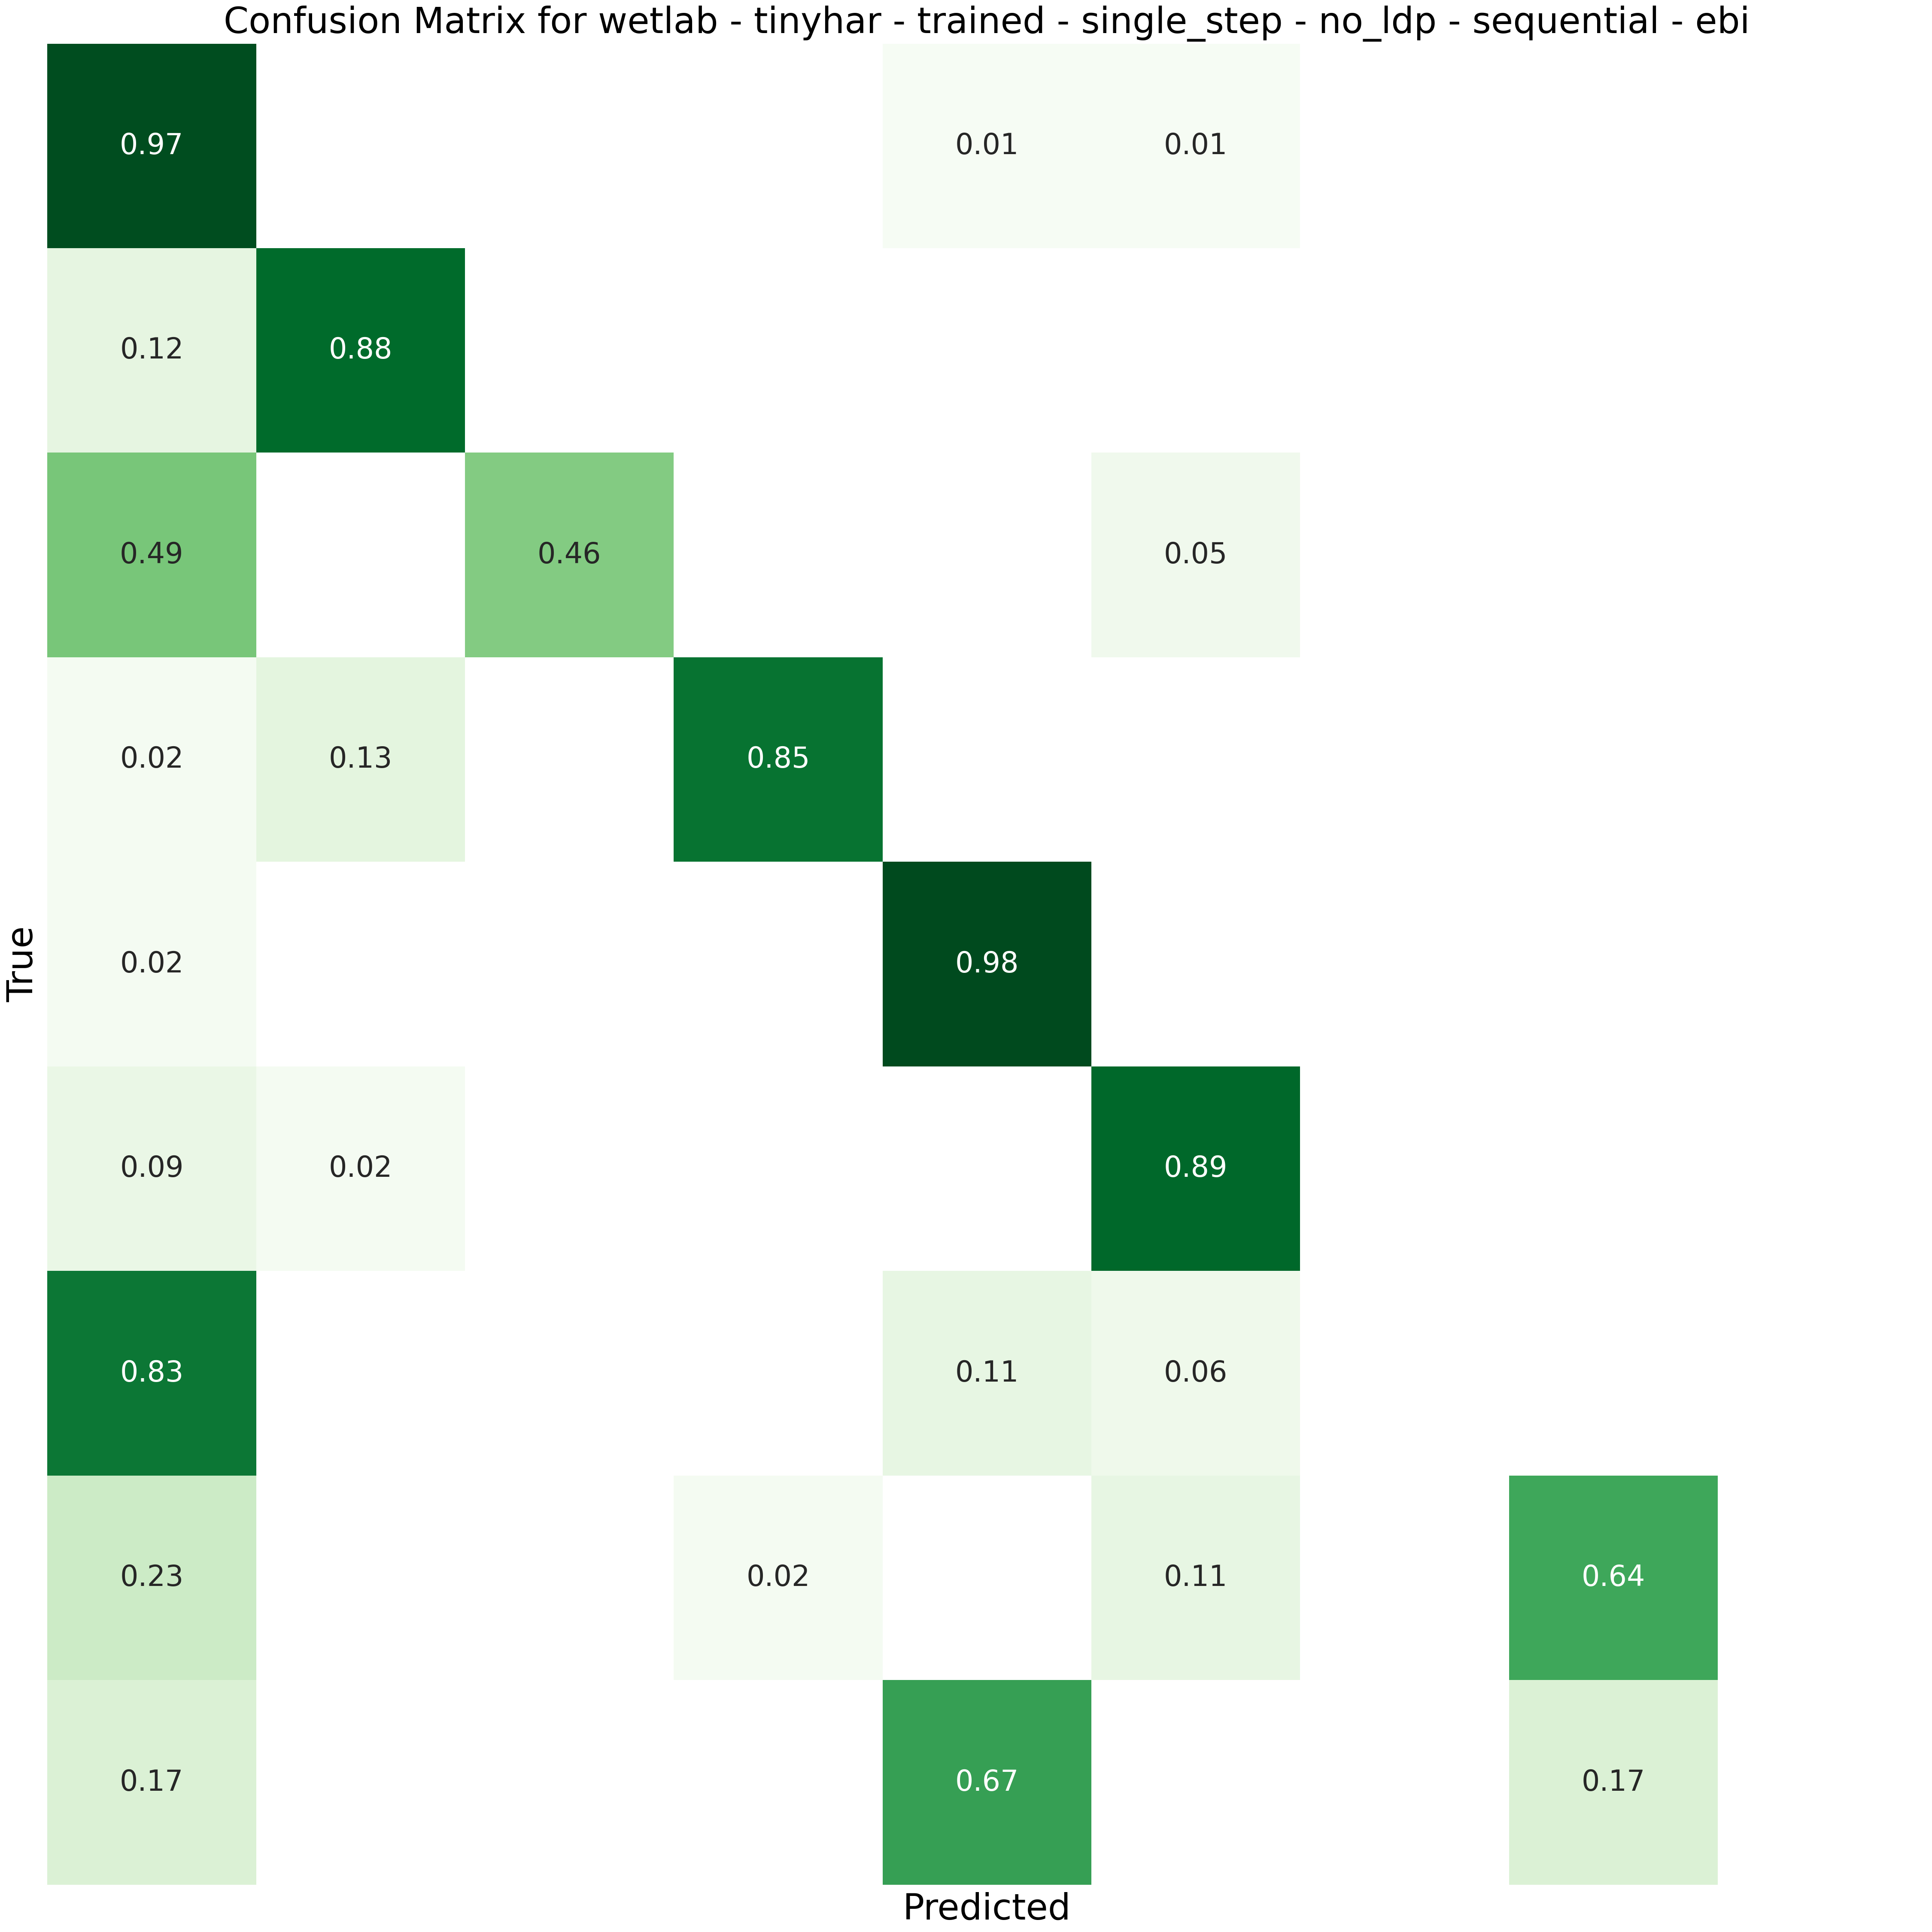 Confusion Matrix for wetlab - tinyhar - trained - single_step - no_ldp - sequential - ebi
0.97 0.01 0.01
0.12 0.88
0.49 0.46 0.05
0.02 0.13 0.85
0.02 0.98
0.09 0.02 0.89
0.83 0.11 0.06
0.23 0.02 0.11 0.64
0.17 0.67 0.17
True
Predicted